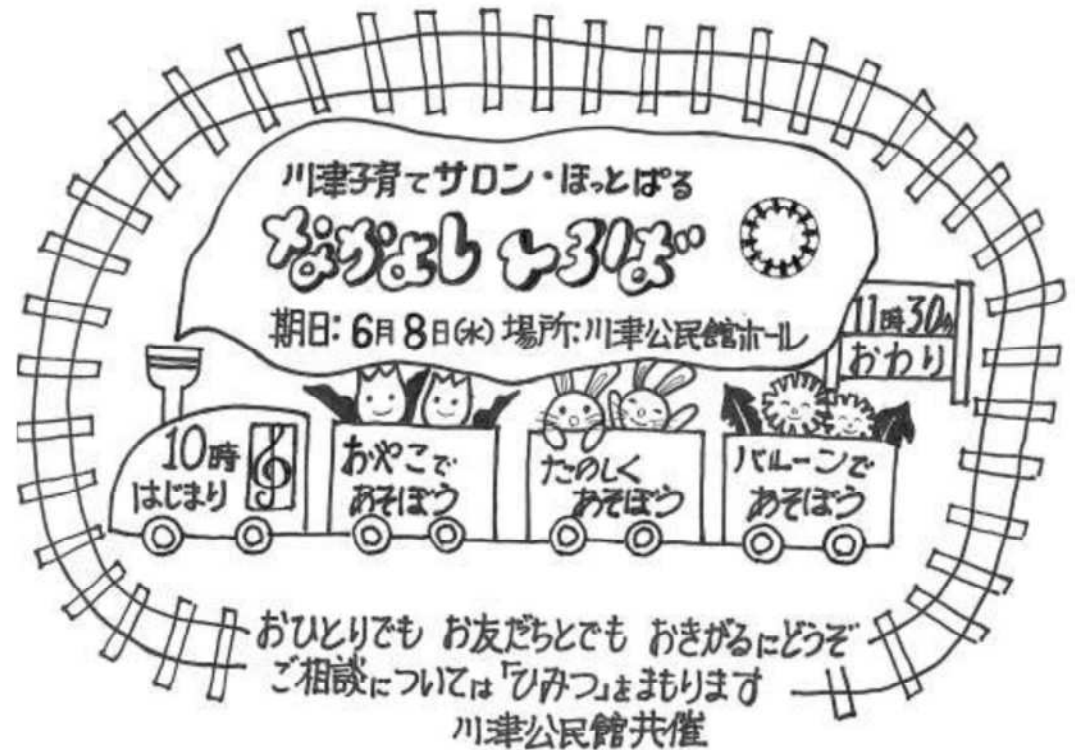 川津子育てサロン・ほっとぱる
なかよしひろば
期日:6月8日(水) 場所:川津公民館ホール
11時30分
おわり
10時
はじまり
おやこで
あそぼう
たのしく
あそぼう
バルーンで
あそぼう
おひとりでも お友だちとでも おきがるにどうぞ
ご相談については「ひみつ」をまもります
川津公民館共催